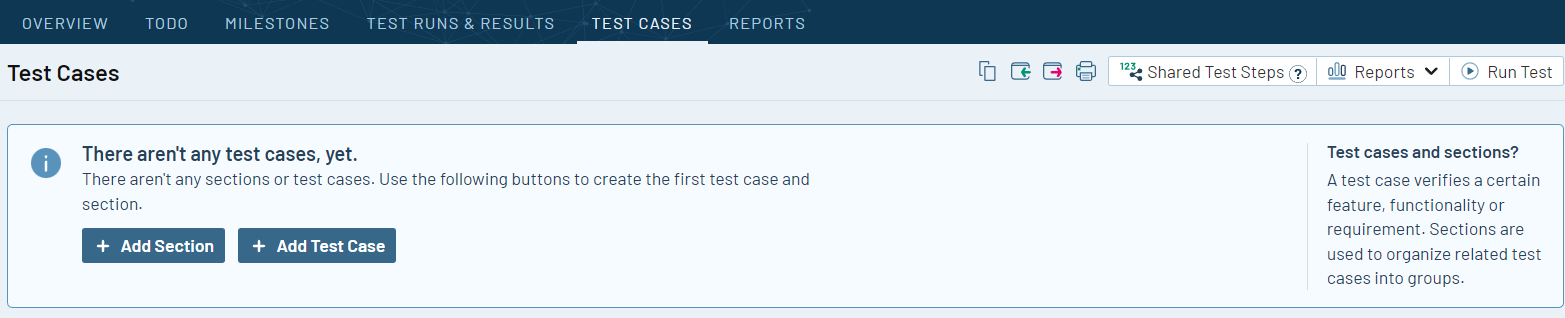 OVERVIEW TODO MILESTONES TEST RUNS & RESULTS TEST CASES REPORTS
Test Cases
123 Shared Test Steps ? Reports Run Test
i
There aren't any test cases, yet.
There aren't any sections or test cases. Use the following buttons to create the first test case and
section.
+ Add Section + Add Test Case
Test cases and sections?
A test case verifies a certain
feature, functionality or
requirement. Sections are
used to organize related test
cases into groups.